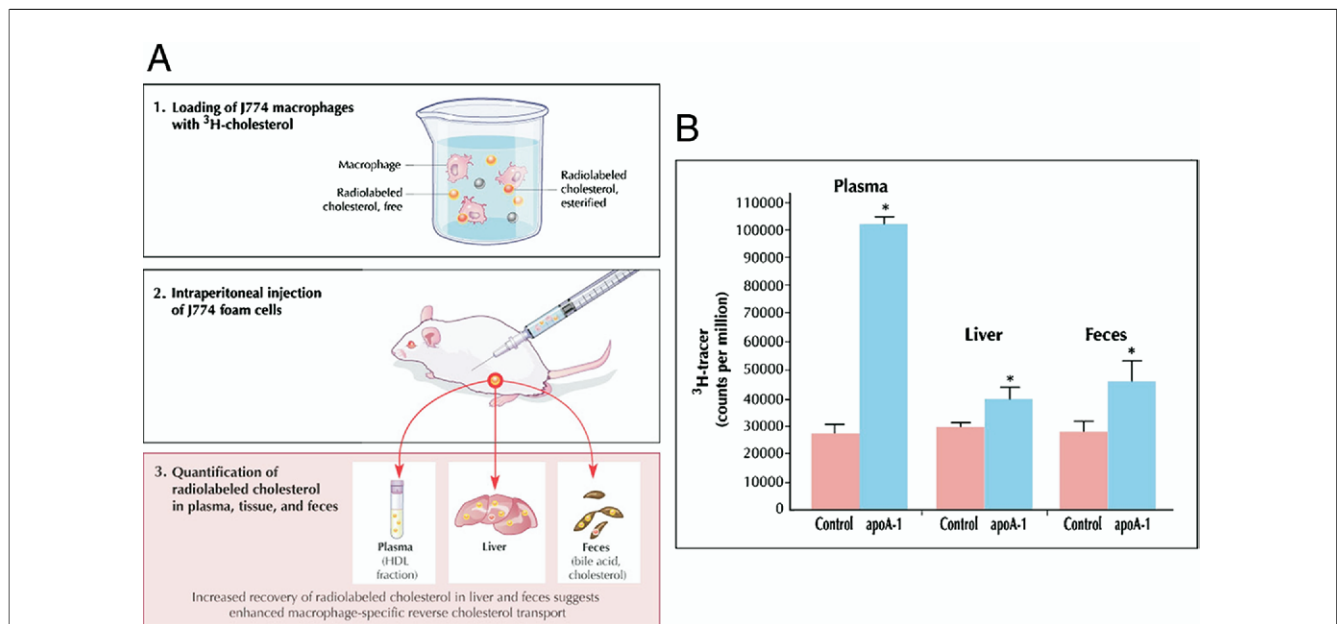 A
1. Loading of J774 macrophages
with ³H-cholesterol
Macrophage
Radiolabeled
cholesterol, free
Radiolabeled
cholesterol,
esterified
2. Intraperitoneal injection
of J774 foam cells
3. Quantification of
radiolabeled cholesterol
in plasma, tissue, and feces
Plasma
(HDL
fraction)
Liver
Feces
(bile acid,
cholesterol)
Increased recovery of radiolabeled cholesterol in liver and feces suggests
enhanced macrophage-specific reverse cholesterol transport
B
³H-tracer
(counts per million)
110000
100000
90000
80000
70000
60000
50000
40000
30000
20000
10000
0
Plasma
*
Liver
*
Feces
*
Control apoA-1 Control apoA-1 Control apoA-1